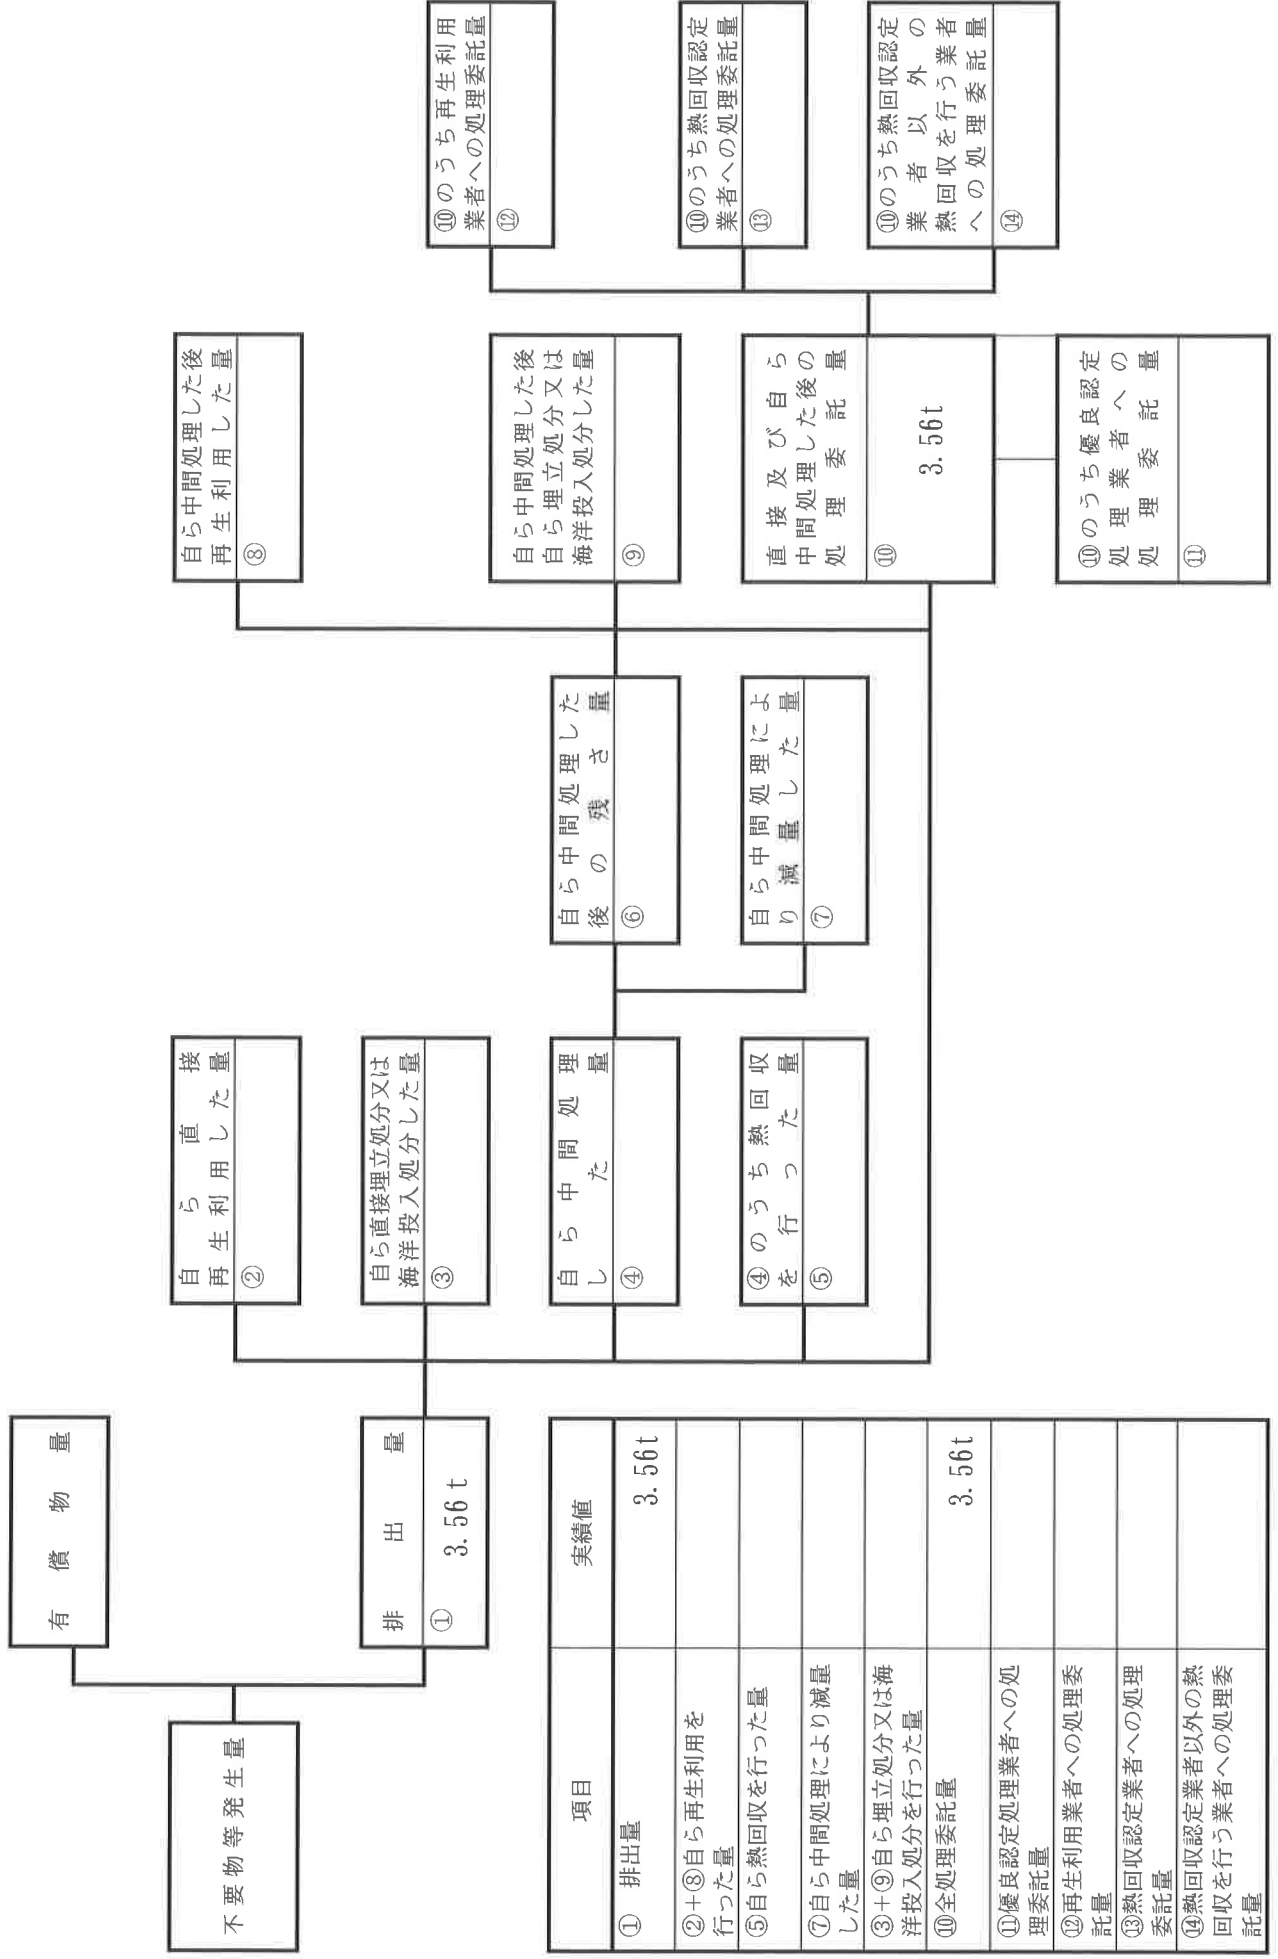 不要物等発生量
有償物量
排出量
①
3.56 t
自ら直接
再生利用した量
②
自ら直接埋立処分又は
海洋投入処分した量
③
自ら中間処理
した量
④
④のうち熱回収
を行った量
⑤
自ら中間処理した
後の残さ量
⑥
自ら中間処理によ
り減量した量
⑦
自ら中間処理した後
再生利用した量
⑧
自ら中間処理した後
自ら埋立処分又は
海洋投入処分した量
⑨
直接及び自ら
中間処理した後の
処理委託量
⑩
3.56t
⑩のうち優良認定
処理業者への
処理委託量
⑪
⑩のうち再生利用
業者への処理委託量
⑫
⑩のうち熱回収認定
業者への処理委託量
⑬
⑩のうち熱回収認定
業者以外の
熱回収を行う業者
への処理委託量
⑭
項目 実績値
① 排出量 3.56t
②+⑧自ら再生利用を
行った量
⑤自ら熱回収を行った量
⑦自ら中間処理により減量
した量
③+⑨自ら埋立処分又は海
洋投入処分を行った量
⑩全処理委託量 3.56t
⑪優良認定処理業者への処
理委託量
⑫再生利用業者への処理委
託量
⑬熱回収認定業者への処理
委託量
⑭熱回収認定業者以外の熱
回収を行う業者への処理委
託量